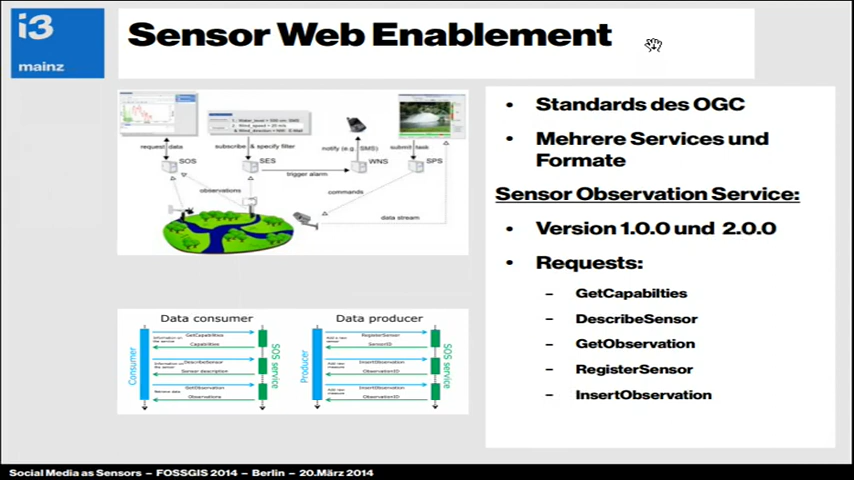 i3
mainz
Sensor Web Enablement
request data
subscribe & specify filter
notify (e.g. SMS)
submit task
SOS
SES
WNS
SPS
trigger alarm
observations
commands
data stream
Data consumer
Data producer
Consumer
GetCapabilities
Capabilities
DescribeSensor
Sensor description
GetObservation
Observations
SOS service
Producer
RegisterSensor
SensorID
InsertObservation
ObservationID
InsertObservation
ObservationID
SOS service
• Standards des OGC
• Mehrere Services und
Formate
Sensor Observation Service:
• Version 1.0.0 und 2.0.0
• Requests:
– GetCapabilties
– DescribeSensor
– GetObservation
– RegisterSensor
– InsertObservation
Social Media as Sensors – FOSSGIS 2014 – Berlin – 20.März 2014